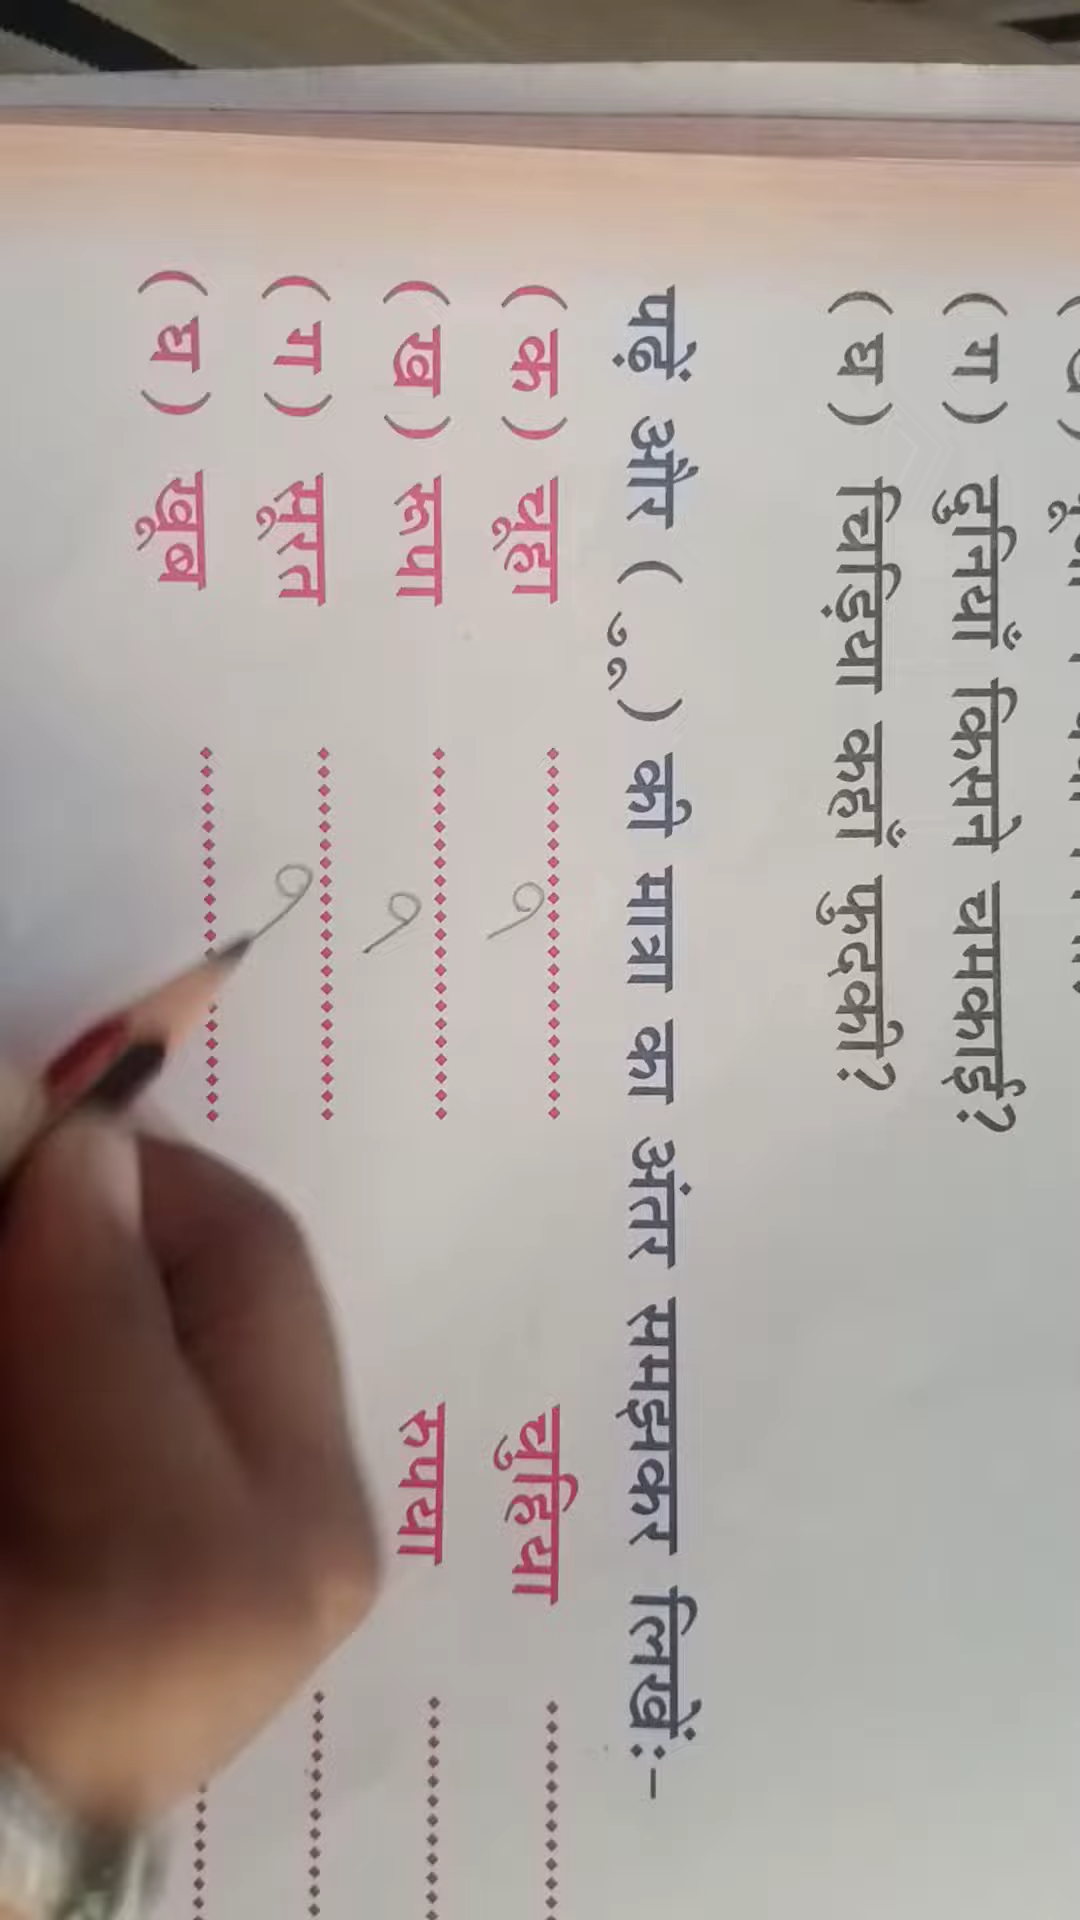 (ग) दुनियाँ किसने चमकाई?
(घ) चिड़िया कहाँ फुदकी?
पढ़ें और ( ु ू ) की मात्रा का अंतर समझकर लिखें:-
(क) चूहा ........................ चुहिया ........................
(ख) रूपा ........................ रुपया ........................
(ग) सूरत ........................ ........................
(घ) खूब ........................ ........................